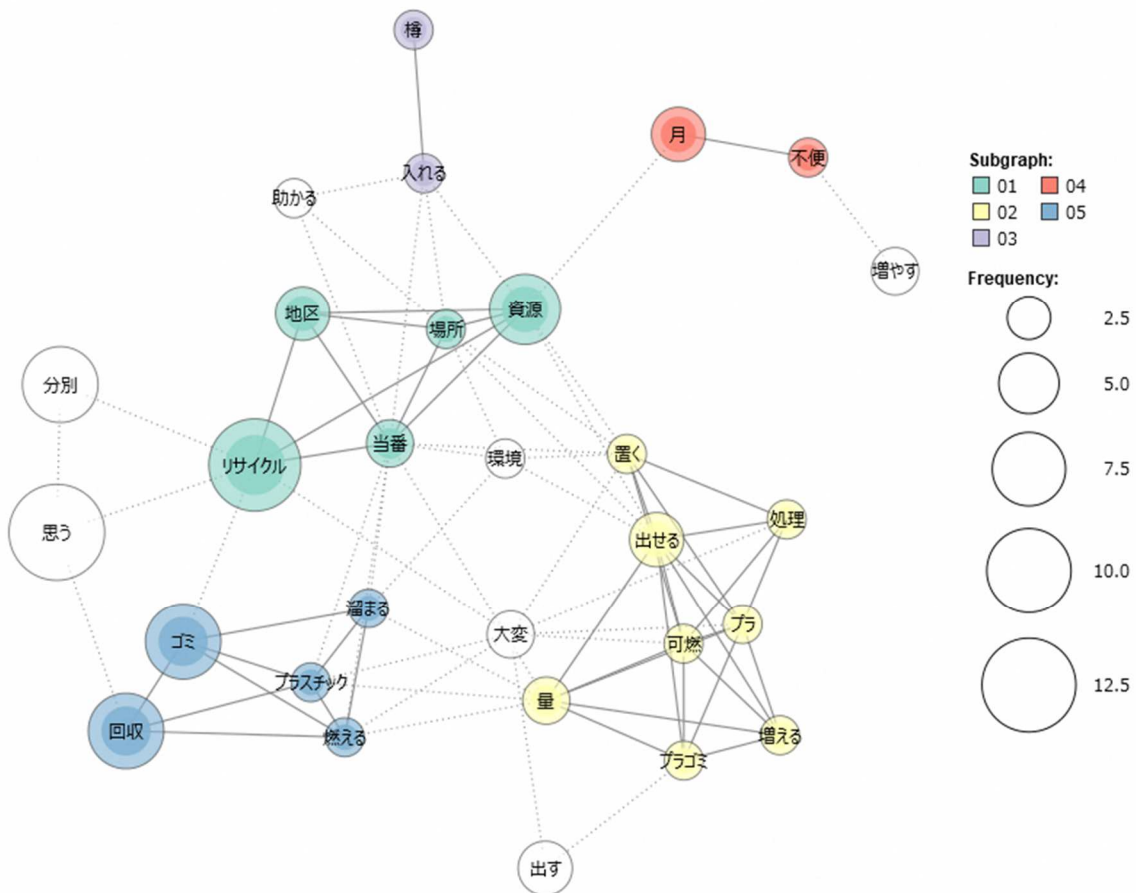 樽
月
不便
入れる
助かる
増やす
地区
場所
資源
分別
当番
リサイクル
環境
置く
思う
処理
出せる
溜まる
ゴミ
大変
プラ
可燃
プラスチック
量
回収
燃える
増える
プラゴミ
出す
Subgraph:
01 04
02 05
03
Frequency:
2.5
5.0
7.5
10.0
12.5